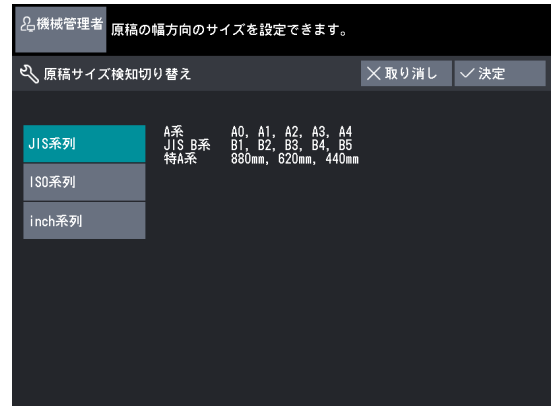 機械管理者
原稿の幅方向のサイズを設定できます。
原稿サイズ検知切り替え
取り消し
決定
JIS系列
A系 A0, A1, A2, A3, A4
JIS B系 B1, B2, B3, B4, B5
特A系 880mm, 620mm, 440mm
ISO系列
inch系列